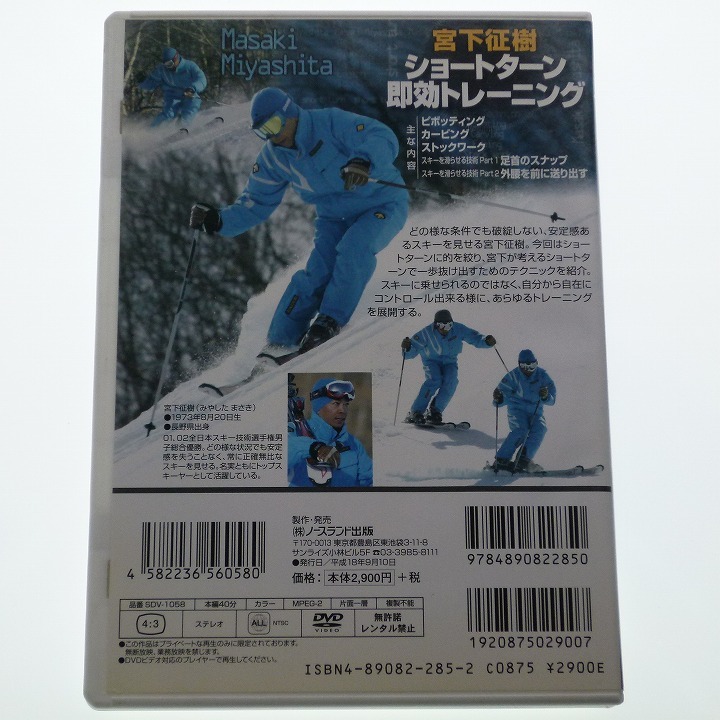 Masaki
Miyashita
宮下征樹
ショートターン
即効トレーニング
主な内容
ピボッティング
カービング
ストックワーク
スキーを滑らせる技術 Part 1 足首のスナップ
スキーを滑らせる技術 Part 2 外腰を前に送り出す
どの様な条件でも破綻しない、安定感あ
るスキーを見せる宮下征樹。今回はショー
トターンに的を絞り、宮下が考えるショートタ
ーンで一歩抜け出すためのテクニックを紹介。
スキーに乗せられるのではなく、自分から自在に
コントロール出来る様に、あらゆるトレーニング
を展開する。
宮下征樹(みやした まさき)
●1973年8月20日生
●長野県出身
01、02全日本スキー技術選手権男
子総合優勝。どの様な状況でも安定
感を失うことなく、常に正確無比な
スキーを見せる。名実ともにトップス
キーヤーとして活躍している。
4 582236 560580
製作・発売
(株)ノースランド出版
〒170-0013 東京都豊島区東池袋3-11-8
サンライズ小林ビル5F ☎03-3985-8111
●発行日/平成18年9月10日
価格:本体2,900円+税
9784890822850
1920875029007
品番 SDV-1058 本編40分 カラー MPEG-2 片面一層 複製不能
4:3 ステレオ ALL NTSC DVD VIDEO 無許諾
レンタル禁止
●この作品はプライベートな再生のみに限定されております。
無断放映、業務放映を禁じます。
●DVDビデオ対応のプレイヤーで再生してください。
ISBN4-89082-285-2 C0875 ¥2900E